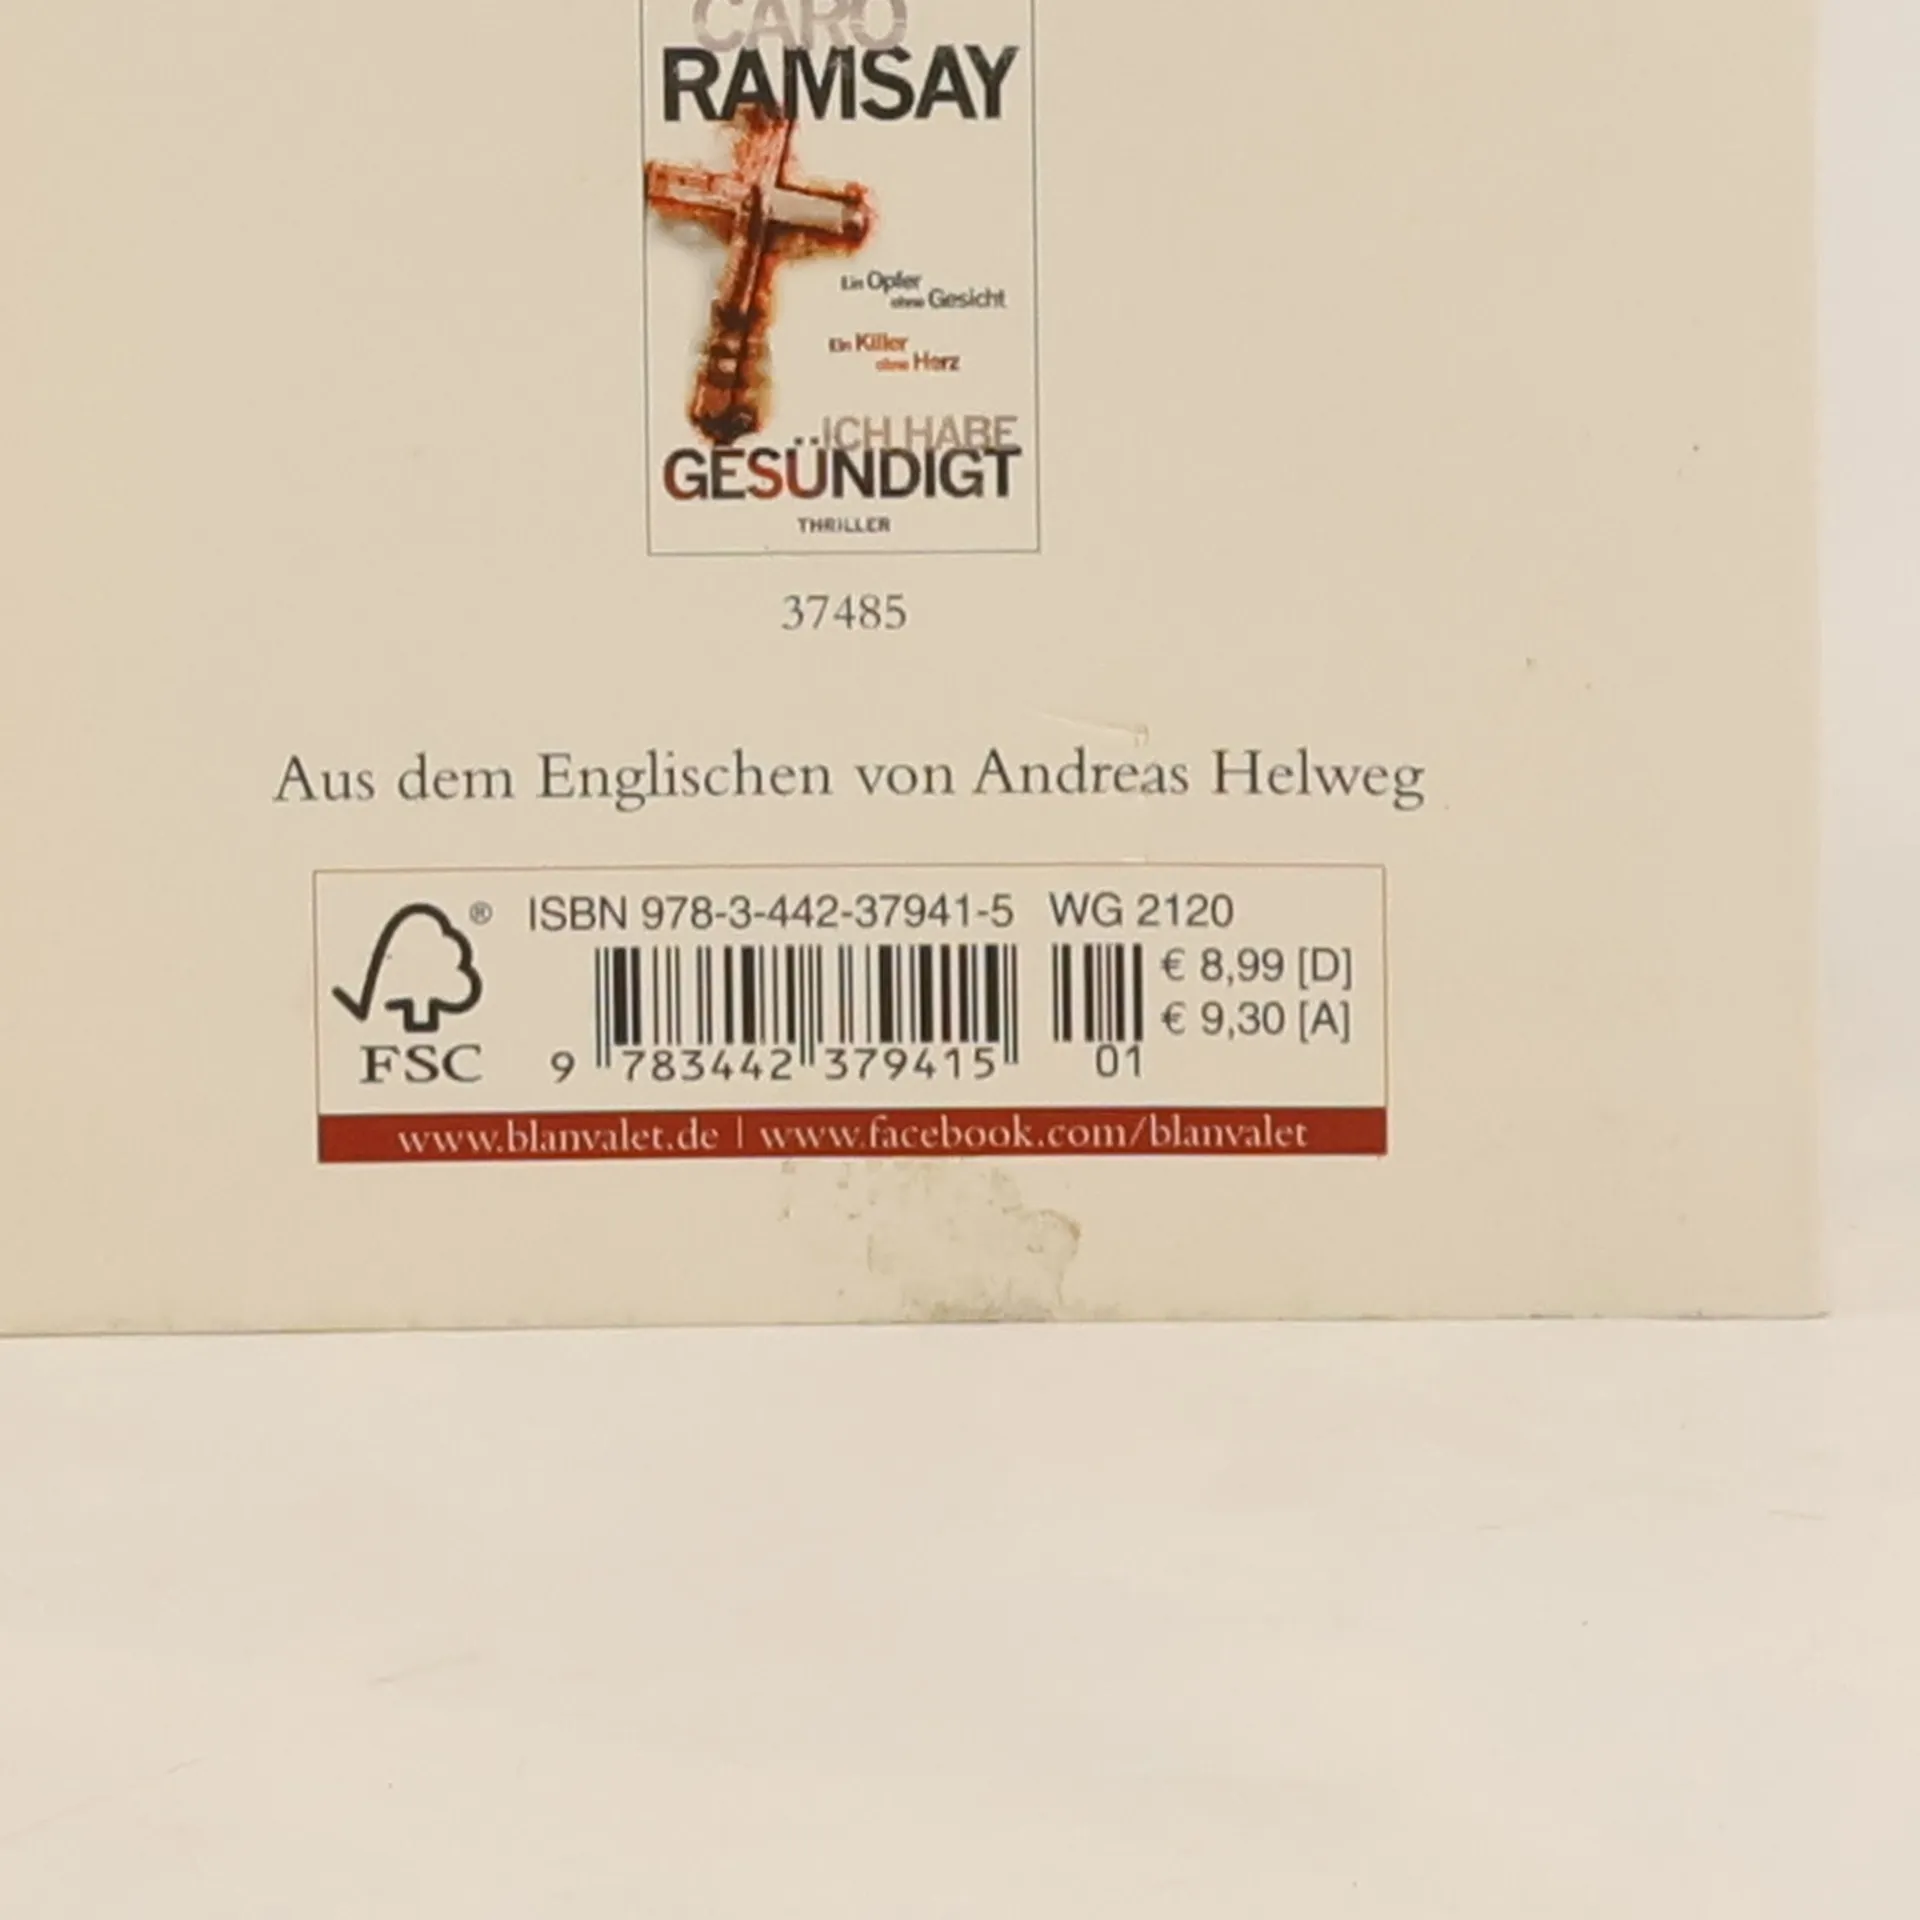 CARO
RAMSAY
Ein Opfer
ohne Gesicht
Ein Killer
ohne Herz
ICH HABE
GESÜNDIGT
THRILLER
37485
Aus dem Englischen von Andreas Helweg
® ISBN 978-3-442-37941-5 WG 2120
€ 8,99 [D]
€ 9,30 [A]
FSC 9 783442 379415 01
www.blanvalet.de | www.facebook.com/blanvalet